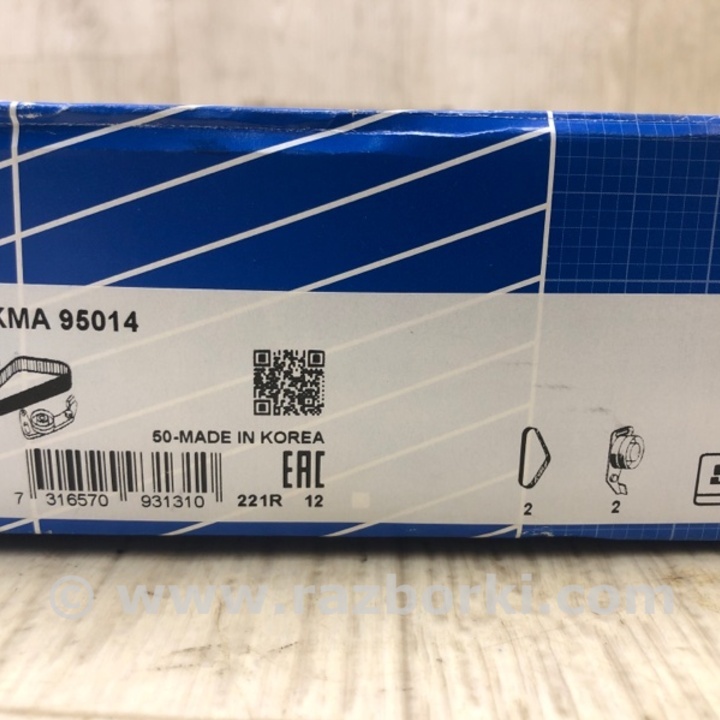 KMA 95014
50-MADE IN KOREA
EAC
7 316570 931310 221R 12
2 2
© www.razborki.com